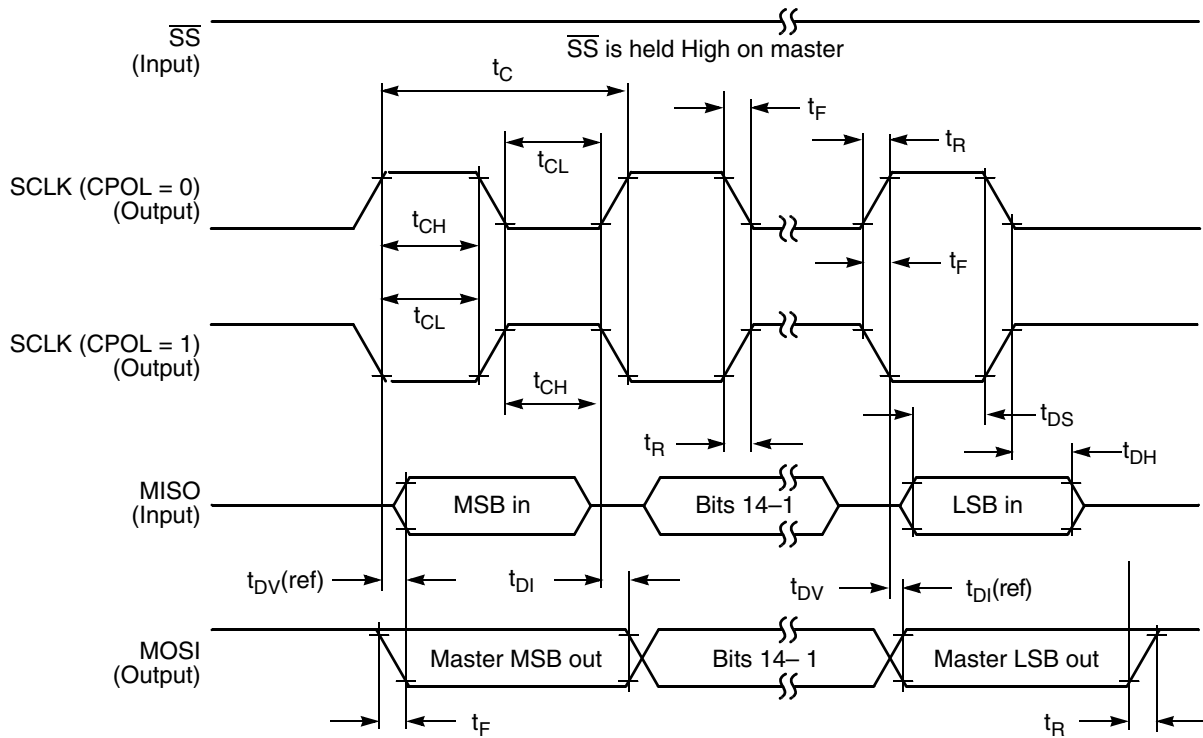 SS
(Input)
SS is held High on master
tC
tF
tR
tCL
SCLK (CPOL = 0)
(Output)
tCH
tF
tCL
SCLK (CPOL = 1)
(Output)
tCH
tDS
tR
tDH
MISO
(Input)
MSB in
Bits 14–1
LSB in
tDV(ref)
tDI
tDV
tDI(ref)
MOSI
(Output)
Master MSB out
Bits 14– 1
Master LSB out
tF
tR